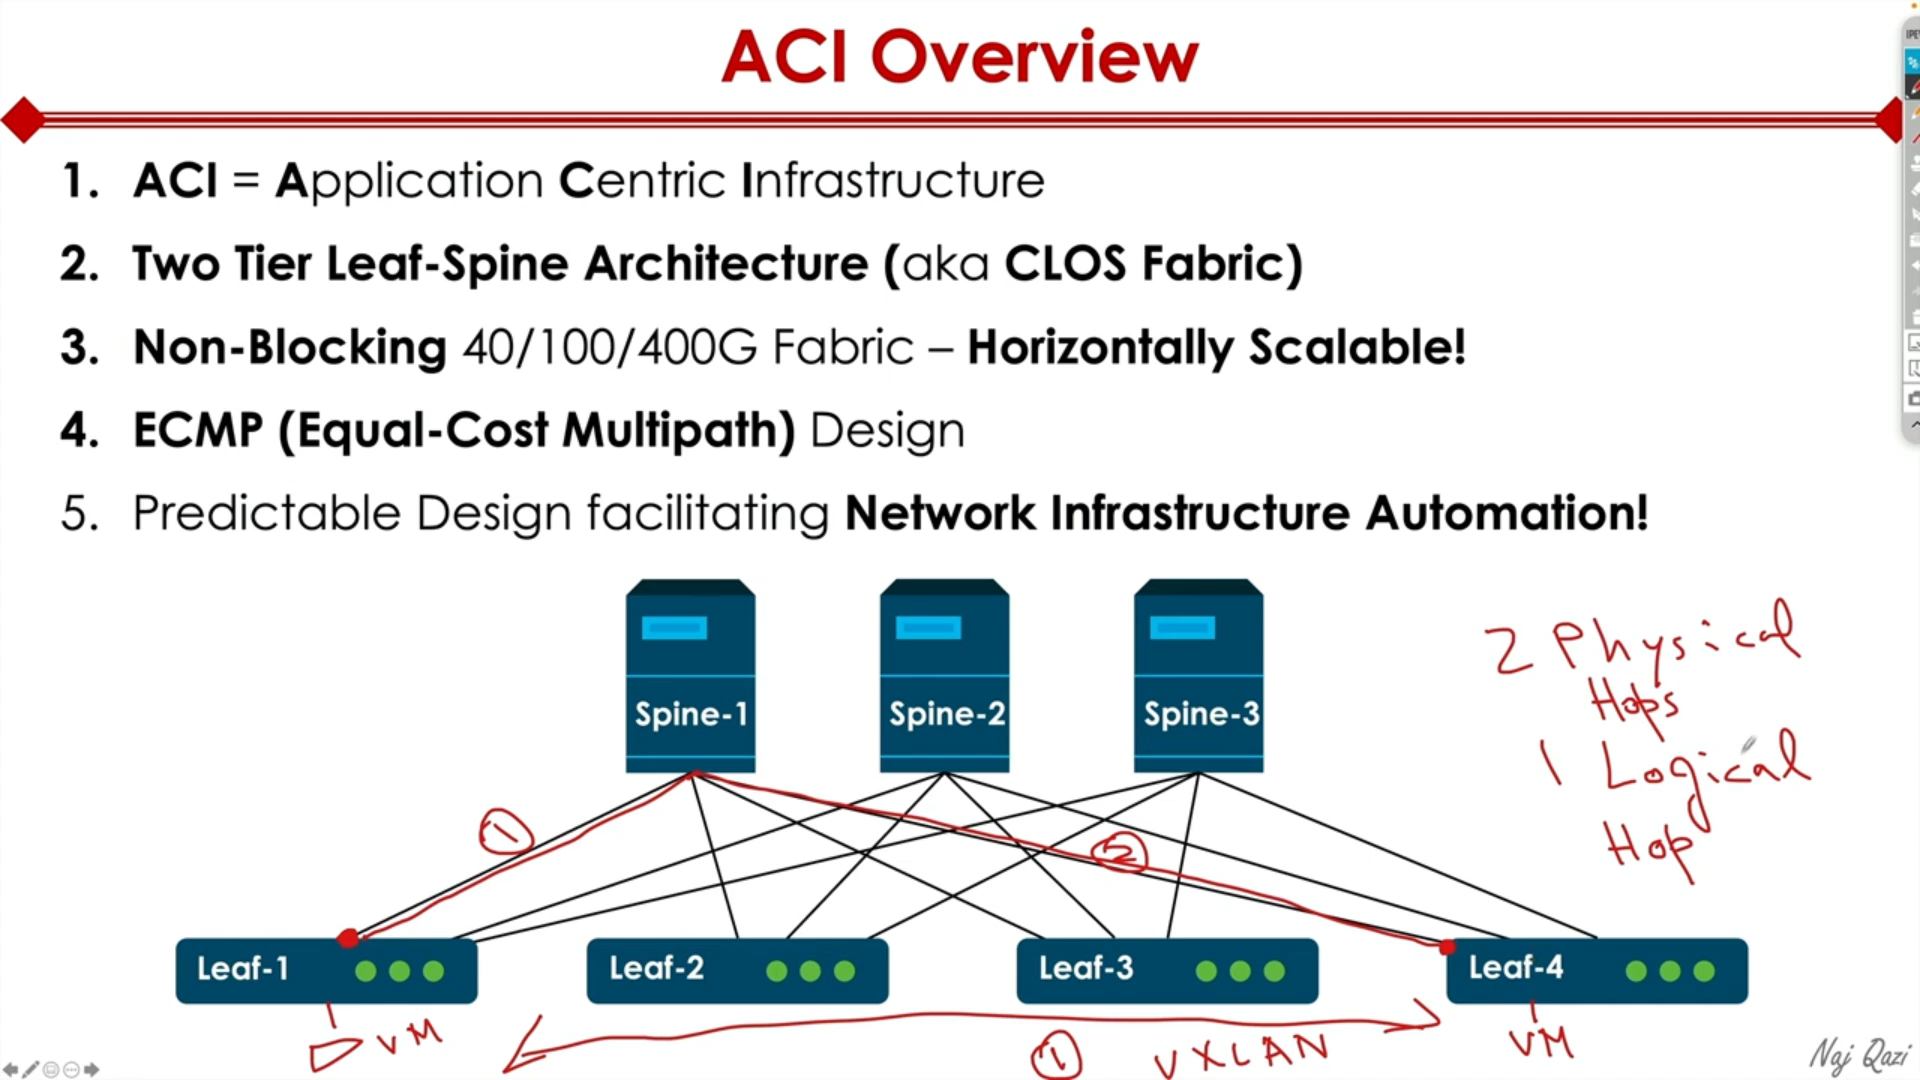 ACI Overview
1. ACI = Application Centric Infrastructure
2. Two Tier Leaf-Spine Architecture (aka CLOS Fabric)
3. Non-Blocking 40/100/400G Fabric – Horizontally Scalable!
4. ECMP (Equal-Cost Multipath) Design
5. Predictable Design facilitating Network Infrastructure Automation!
Spine-1 Spine-2 Spine-3
2 Physical
Hops
1 Logical
Hop
1 2
Leaf-1 Leaf-2 Leaf-3 Leaf-4
VM VM
1 VXLAN
Naj Qazi